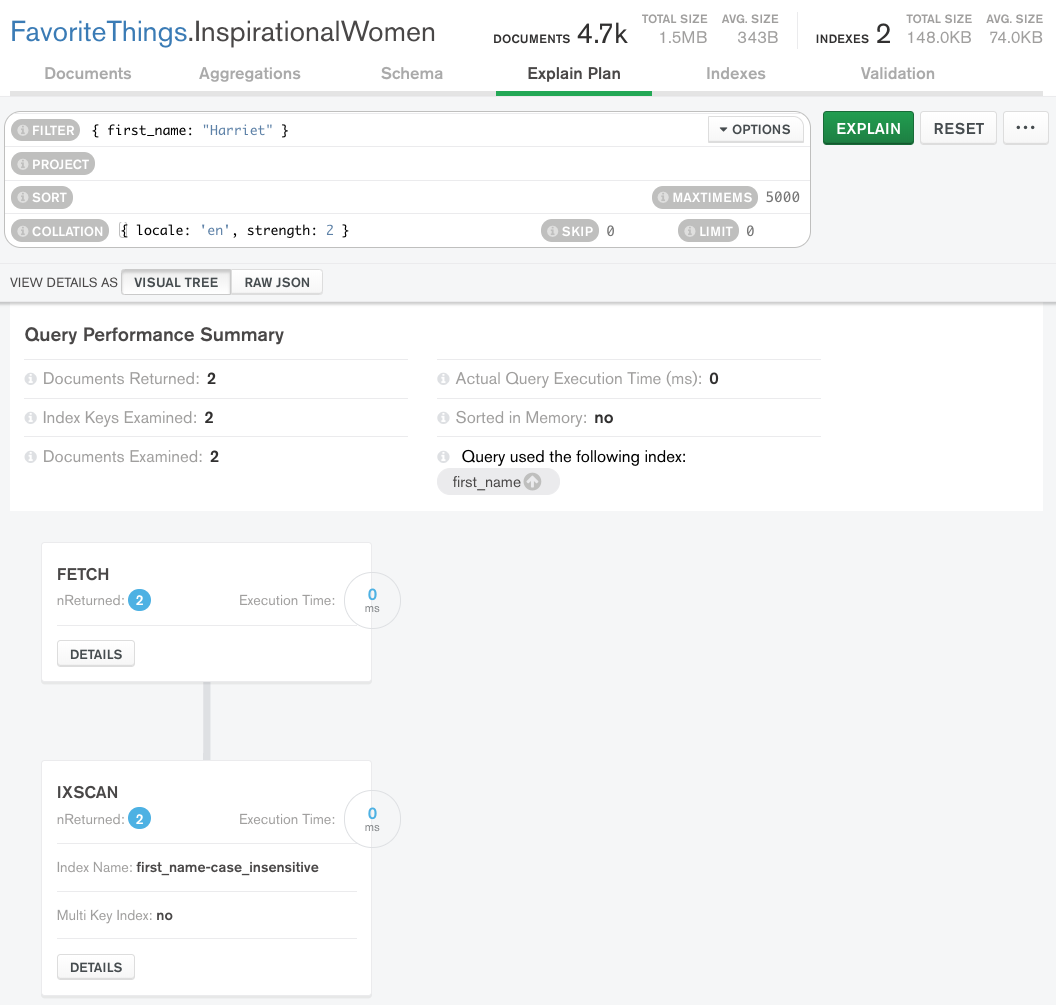 FavoriteThings.InspirationalWomen
DOCUMENTS 4.7k TOTAL SIZE 1.5MB AVG. SIZE 343B INDEXES 2 TOTAL SIZE 148.0KB AVG. SIZE 74.0KB
Documents Aggregations Schema Explain Plan Indexes Validation
FILTER { first_name: "Harriet" } OPTIONS EXPLAIN RESET ...
PROJECT
SORT MAXTIMEMS 5000
COLLATION { locale: 'en', strength: 2 } SKIP 0 LIMIT 0
VIEW DETAILS AS VISUAL TREE RAW JSON
Query Performance Summary
Documents Returned: 2 Actual Query Execution Time (ms): 0
Index Keys Examined: 2 Sorted in Memory: no
Documents Examined: 2 Query used the following index:
first_name
FETCH
nReturned: 2 Execution Time: 0 ms
DETAILS
IXSCAN
nReturned: 2 Execution Time: 0 ms
Index Name: first_name-case_insensitive
Multi Key Index: no
DETAILS